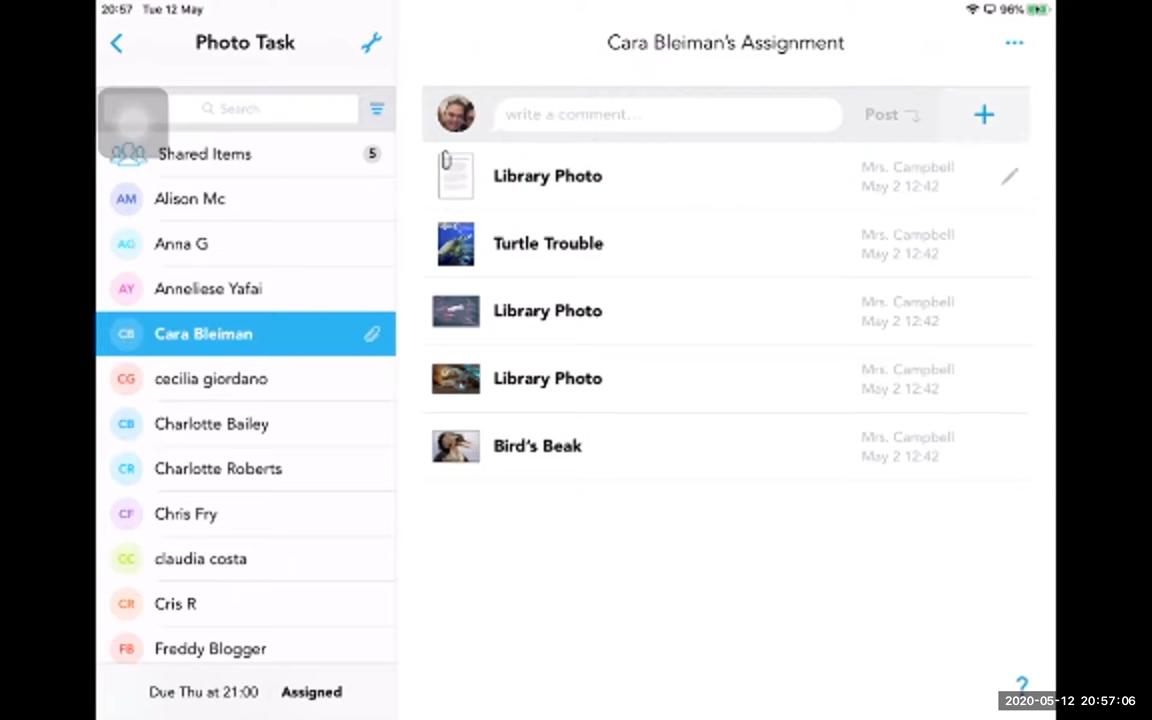 20:57 Tue 12 May
96%
Photo Task
Cara Bleiman's Assignment
Search
write a comment...
Post
Shared Items
5
AM Alison Mc
AG Anna G
AY Anneliese Yafai
CB Cara Bleiman
CG cecilia giordano
CB Charlotte Bailey
CR Charlotte Roberts
CF Chris Fry
CC claudia costa
CR Cris R
FB Freddy Blogger
Due Thu at 21:00 Assigned
Library Photo
Mrs. Campbell
May 2 12:42
Turtle Trouble
Mrs. Campbell
May 2 12:42
Library Photo
Mrs. Campbell
May 2 12:42
Library Photo
Mrs. Campbell
May 2 12:42
Bird's Beak
Mrs. Campbell
May 2 12:42
?
2020-05-12 20:57:06